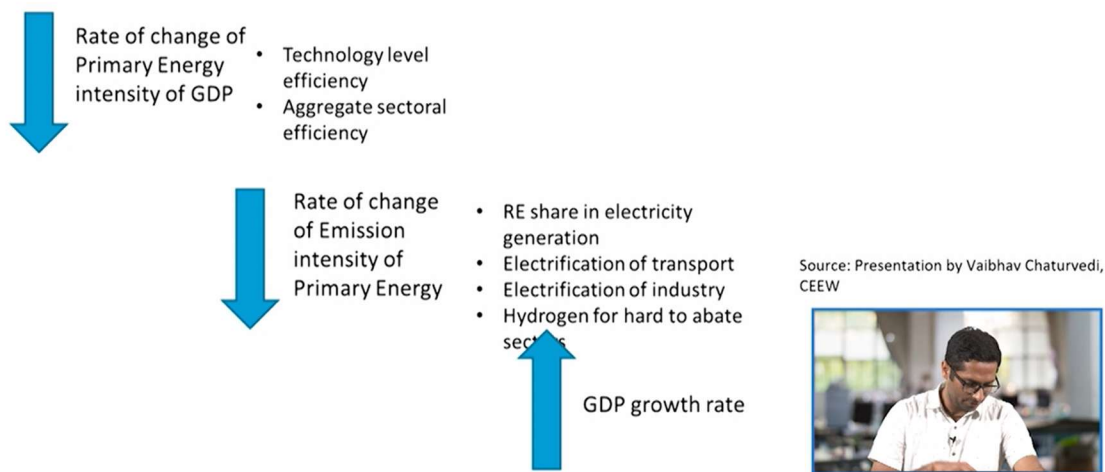 Rate of change of
Primary Energy
intensity of GDP
• Technology level
efficiency
• Aggregate sectoral
efficiency
Rate of change
of Emission
intensity of
Primary Energy
• RE share in electricity
generation
• Electrification of transport
• Electrification of industry
• Hydrogen for hard to abate
sectors
Source: Presentation by Vaibhav Chaturvedi,
CEEW
GDP growth rate